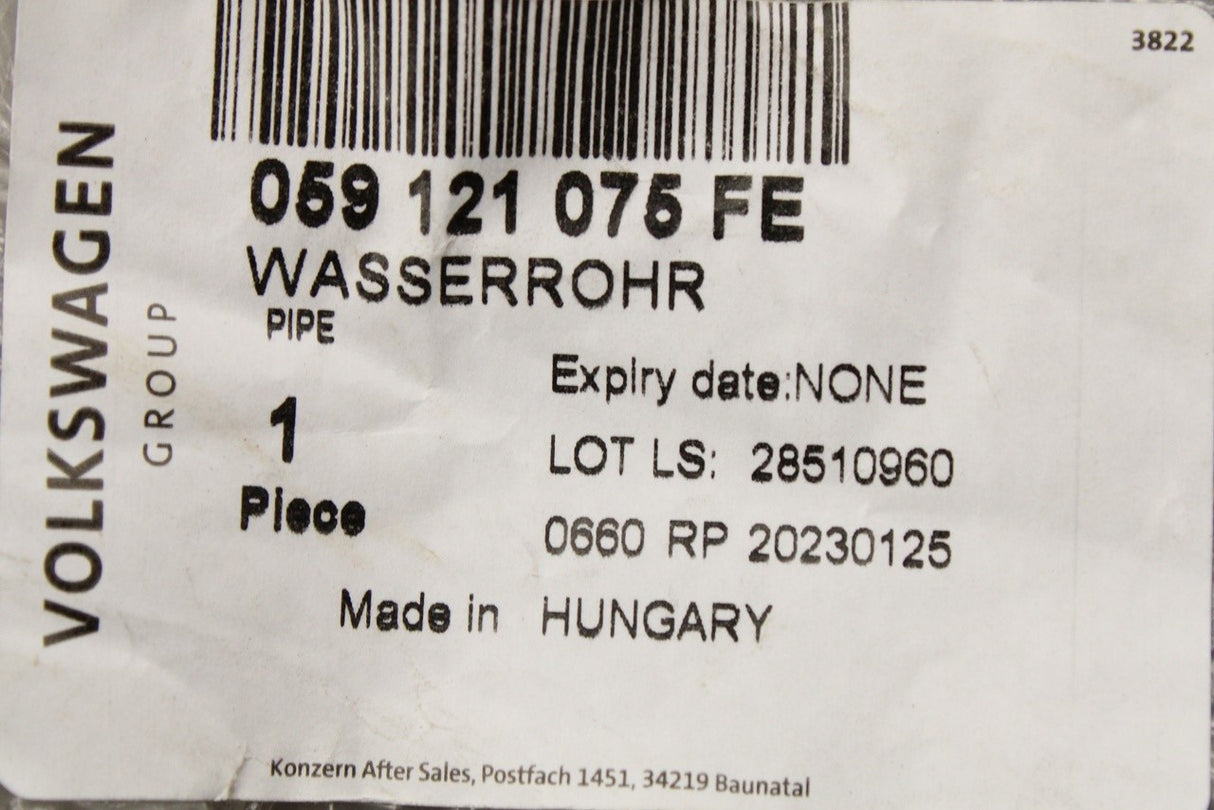 3822
059 121 075 FE
WASSERROHR
PIPE
Expiry date:NONE
1
LOT LS: 28510960
Piece
0660 RP 20230125
Made in HUNGARY
VOLKSWAGEN
GROUP
Konzern After Sales, Postfach 1451, 34219 Baunatal